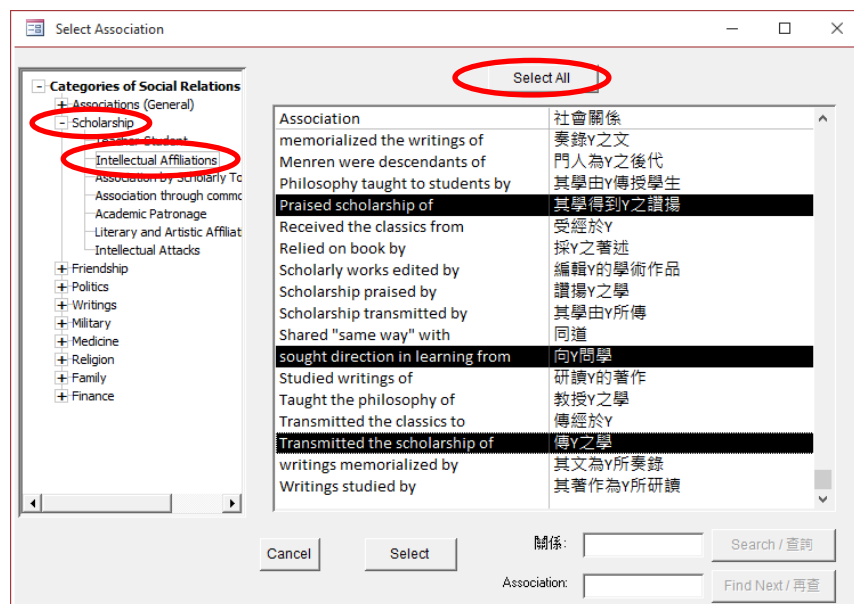 Select Association
Select All
Categories of Social Relations
Associations (General)
Scholarship
Teacher-Student
Intellectual Affiliations
Association by Scholarly To
Association through commo
Academic Patronage
Literary and Artistic Affiliat
Intellectual Attacks
Friendship
Politics
Writings
Military
Medicine
Religion
Family
Finance
Association 社會關係
memorialized the writings of 奏錄Y之文
Menren were descendants of 門人為Y之後代
Philosophy taught to students by 其學由Y傳授學生
Praised scholarship of 其學得到Y之讚揚
Received the classics from 受經於Y
Relied on book by 採Y之著述
Scholarly works edited by 編輯Y的學術作品
Scholarship praised by 讚揚Y之學
Scholarship transmitted by 其學由Y所傳
Shared "same way" with 同道
sought direction in learning from 向Y問學
Studied writings of 研讀Y的著作
Taught the philosophy of 教授Y之學
Transmitted the classics to 傳經於Y
Transmitted the scholarship of 傳Y之學
writings memorialized by 其文為Y所奏錄
Writings studied by 其著作為Y所研讀
Cancel Select 關係: Search / 查詢
Association: Find Next / 再查